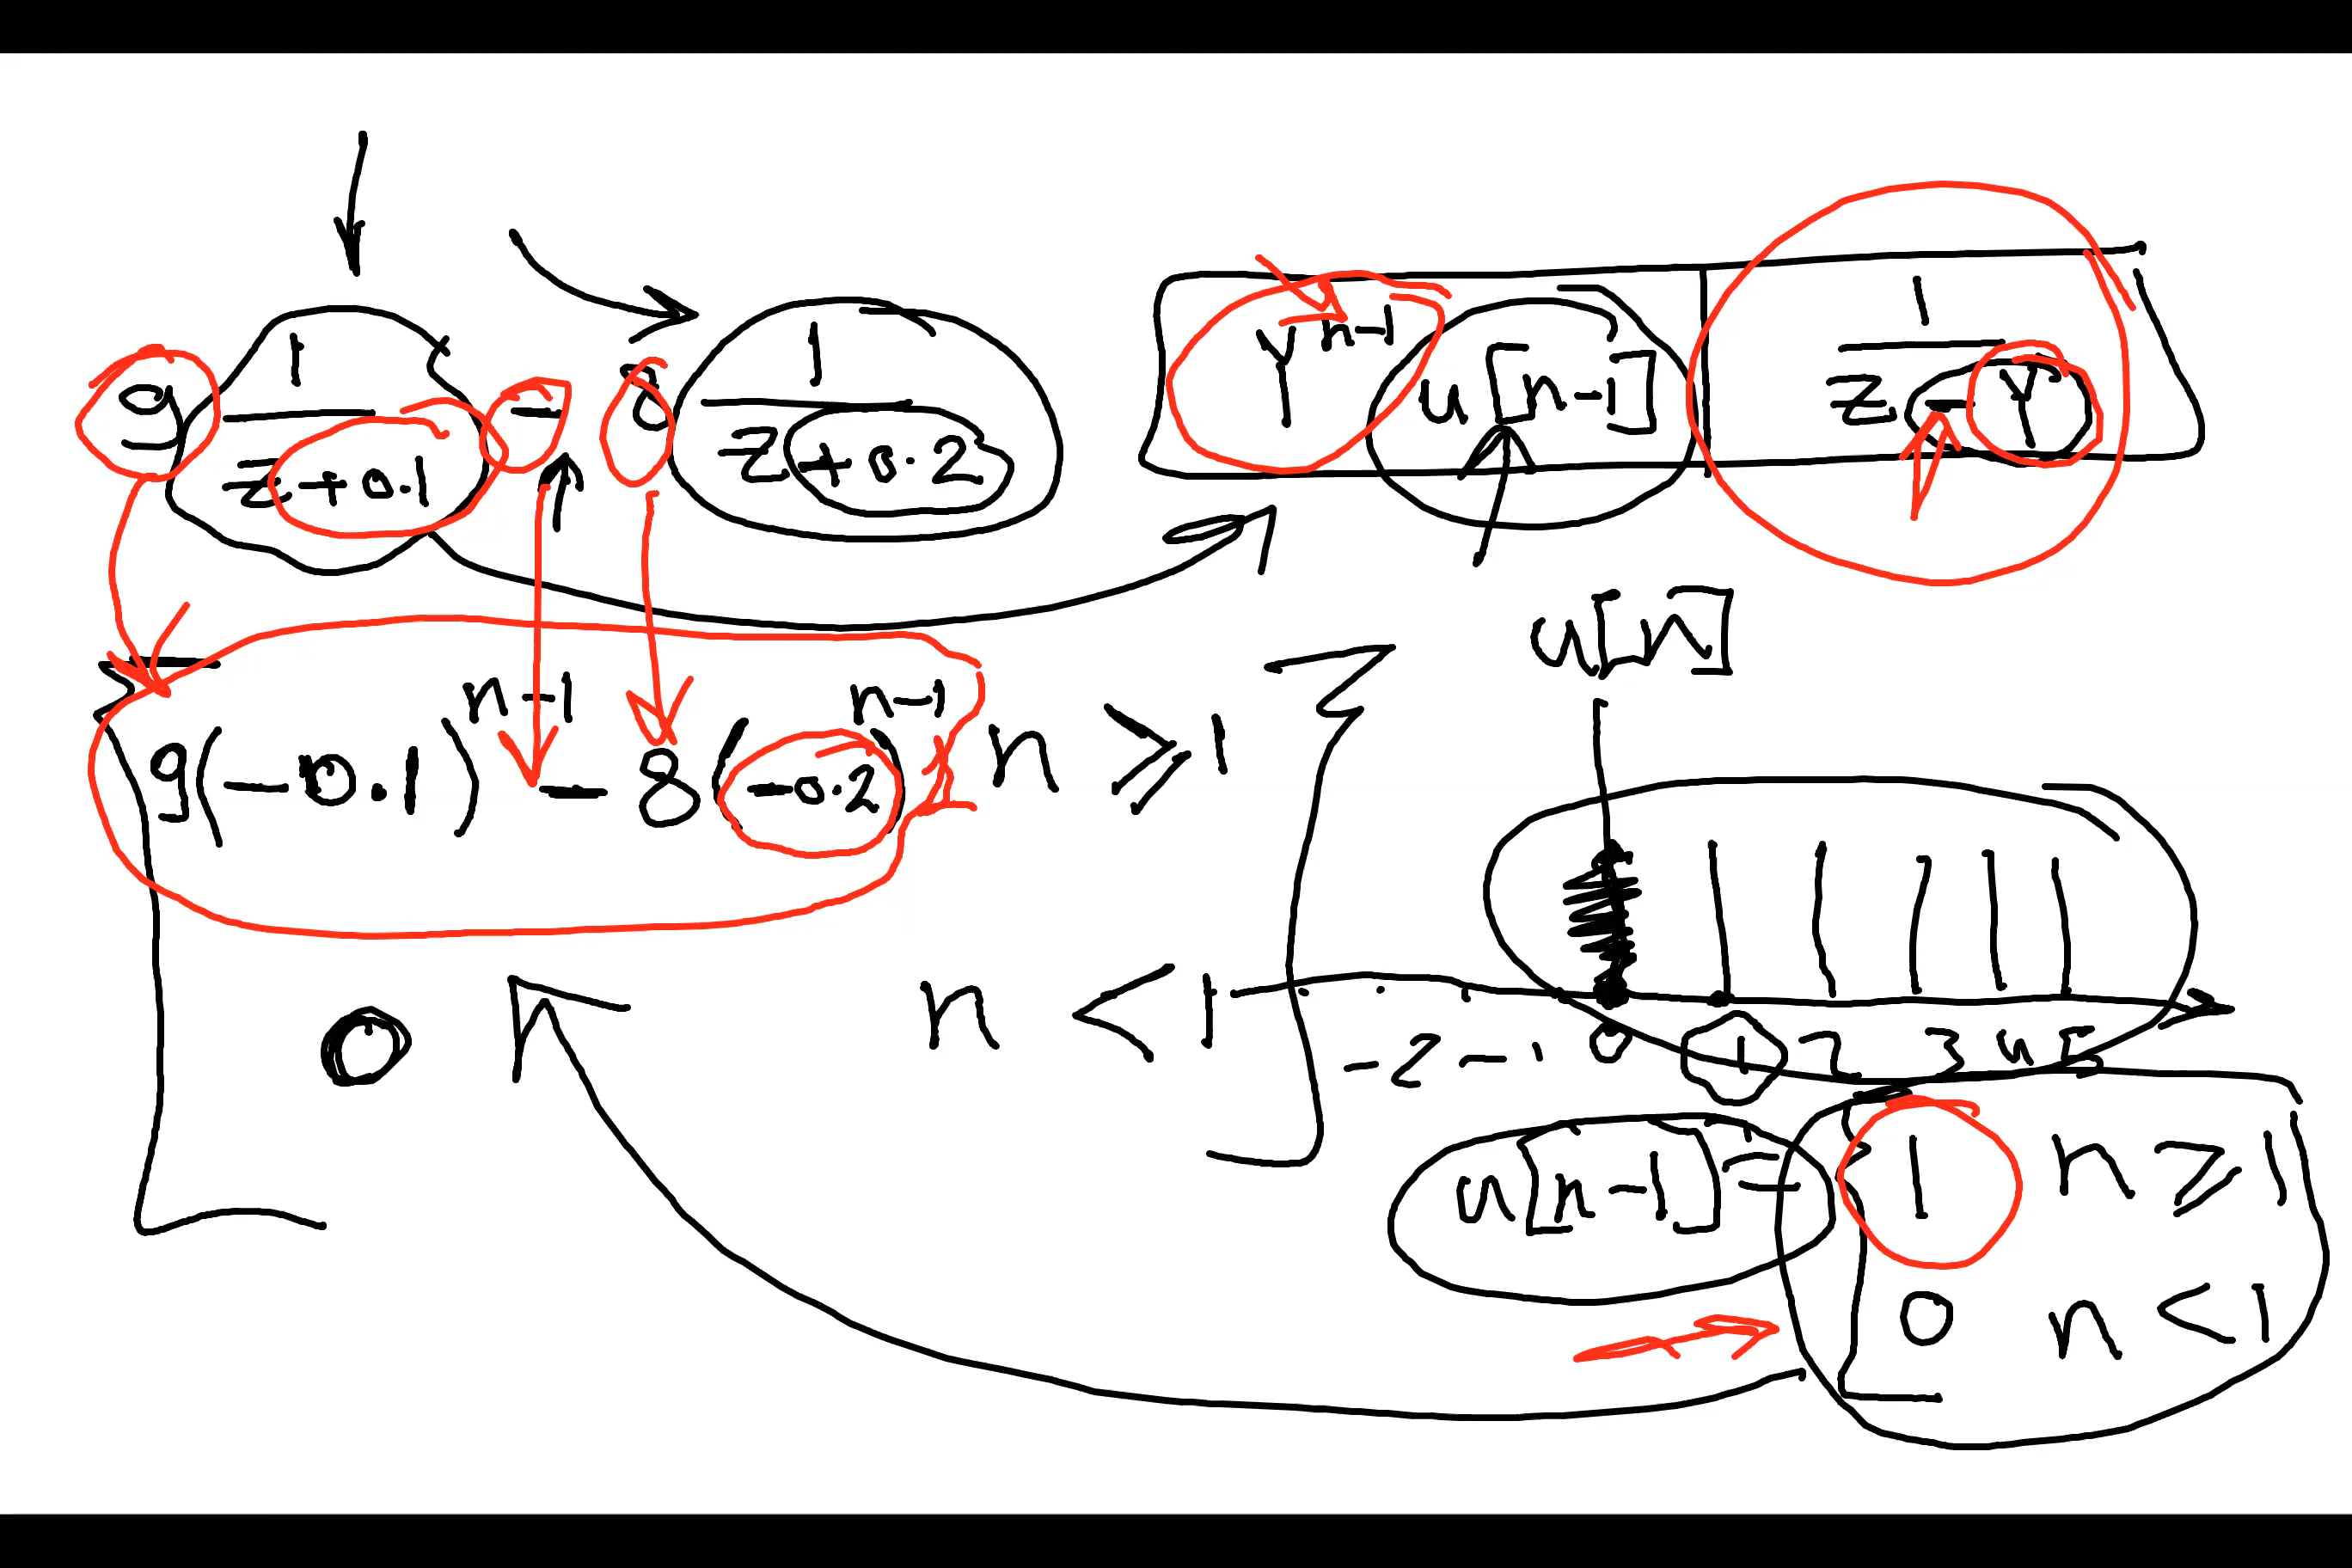 9 1/(z + 0.1) - 8 1/(z + 0.2)
γ^(n-1) u[n-1] | 1/(z - γ)
u[n]
9(-0.1)^(n-1) - 8(-0.2)^(n-1) n ≥ 1
0 n < 1
-2 -1 0 1 2 3 4 5
u[n-1] = { 1 n ≥ 1
0 n < 1